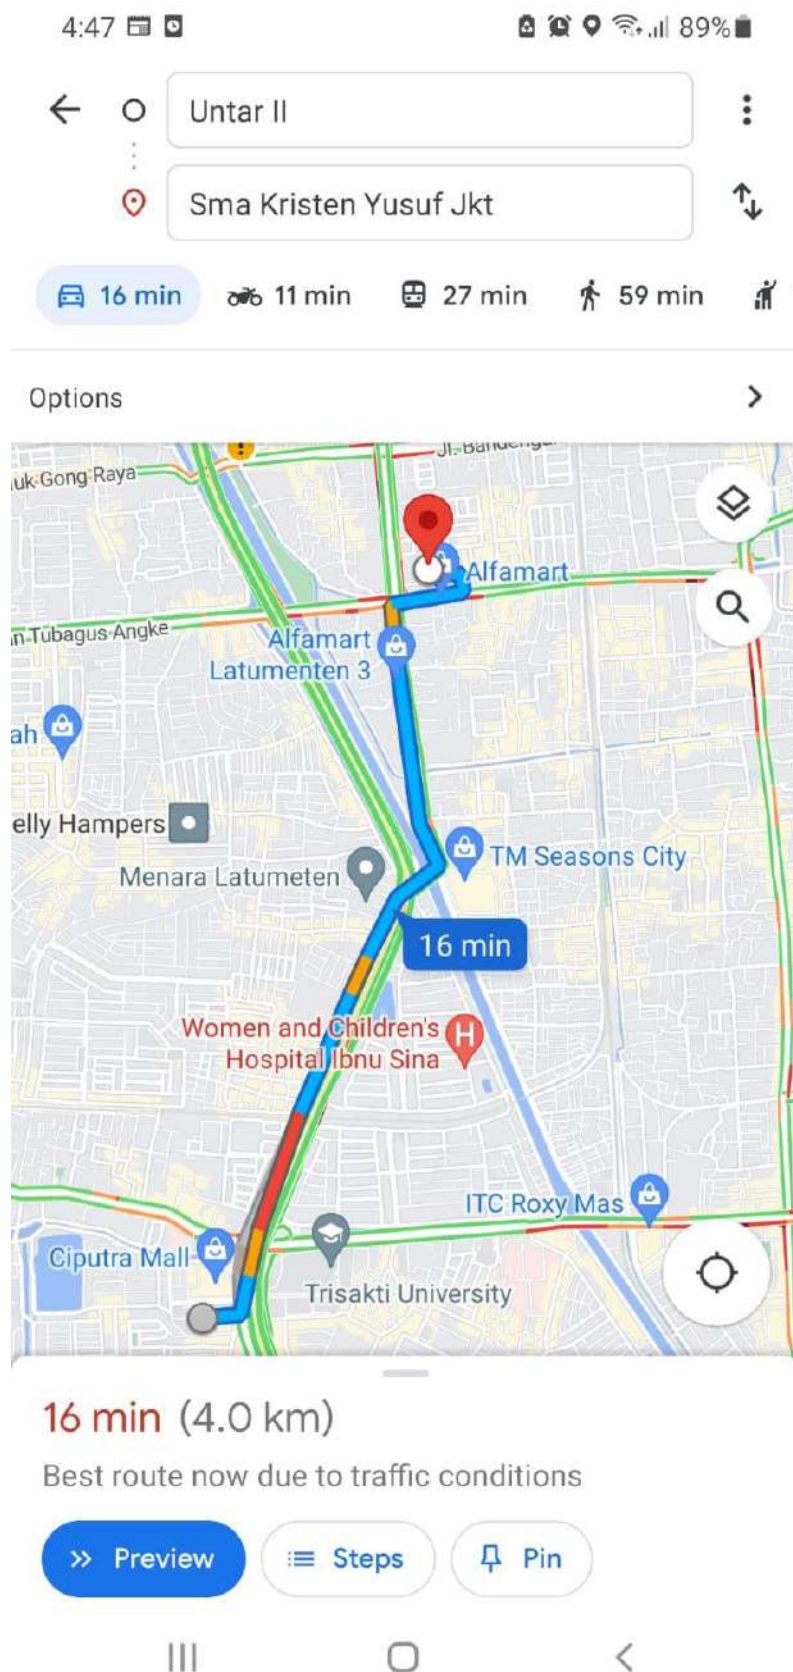 4:47
89%
Untar II
Sma Kristen Yusuf Jkt
16 min
11 min
27 min
59 min
Options
Jl. Bandengan
uk Gong Raya
Alfamart
n Tubagus Angke
Alfamart
Latumenten 3
ah
elly Hampers
Menara Latumeten
TM Seasons City
16 min
Women and Children's
Hospital Ibnu Sina
ITC Roxy Mas
Ciputra Mall
Trisakti University
16 min (4.0 km)
Best route now due to traffic conditions
Preview
Steps
Pin